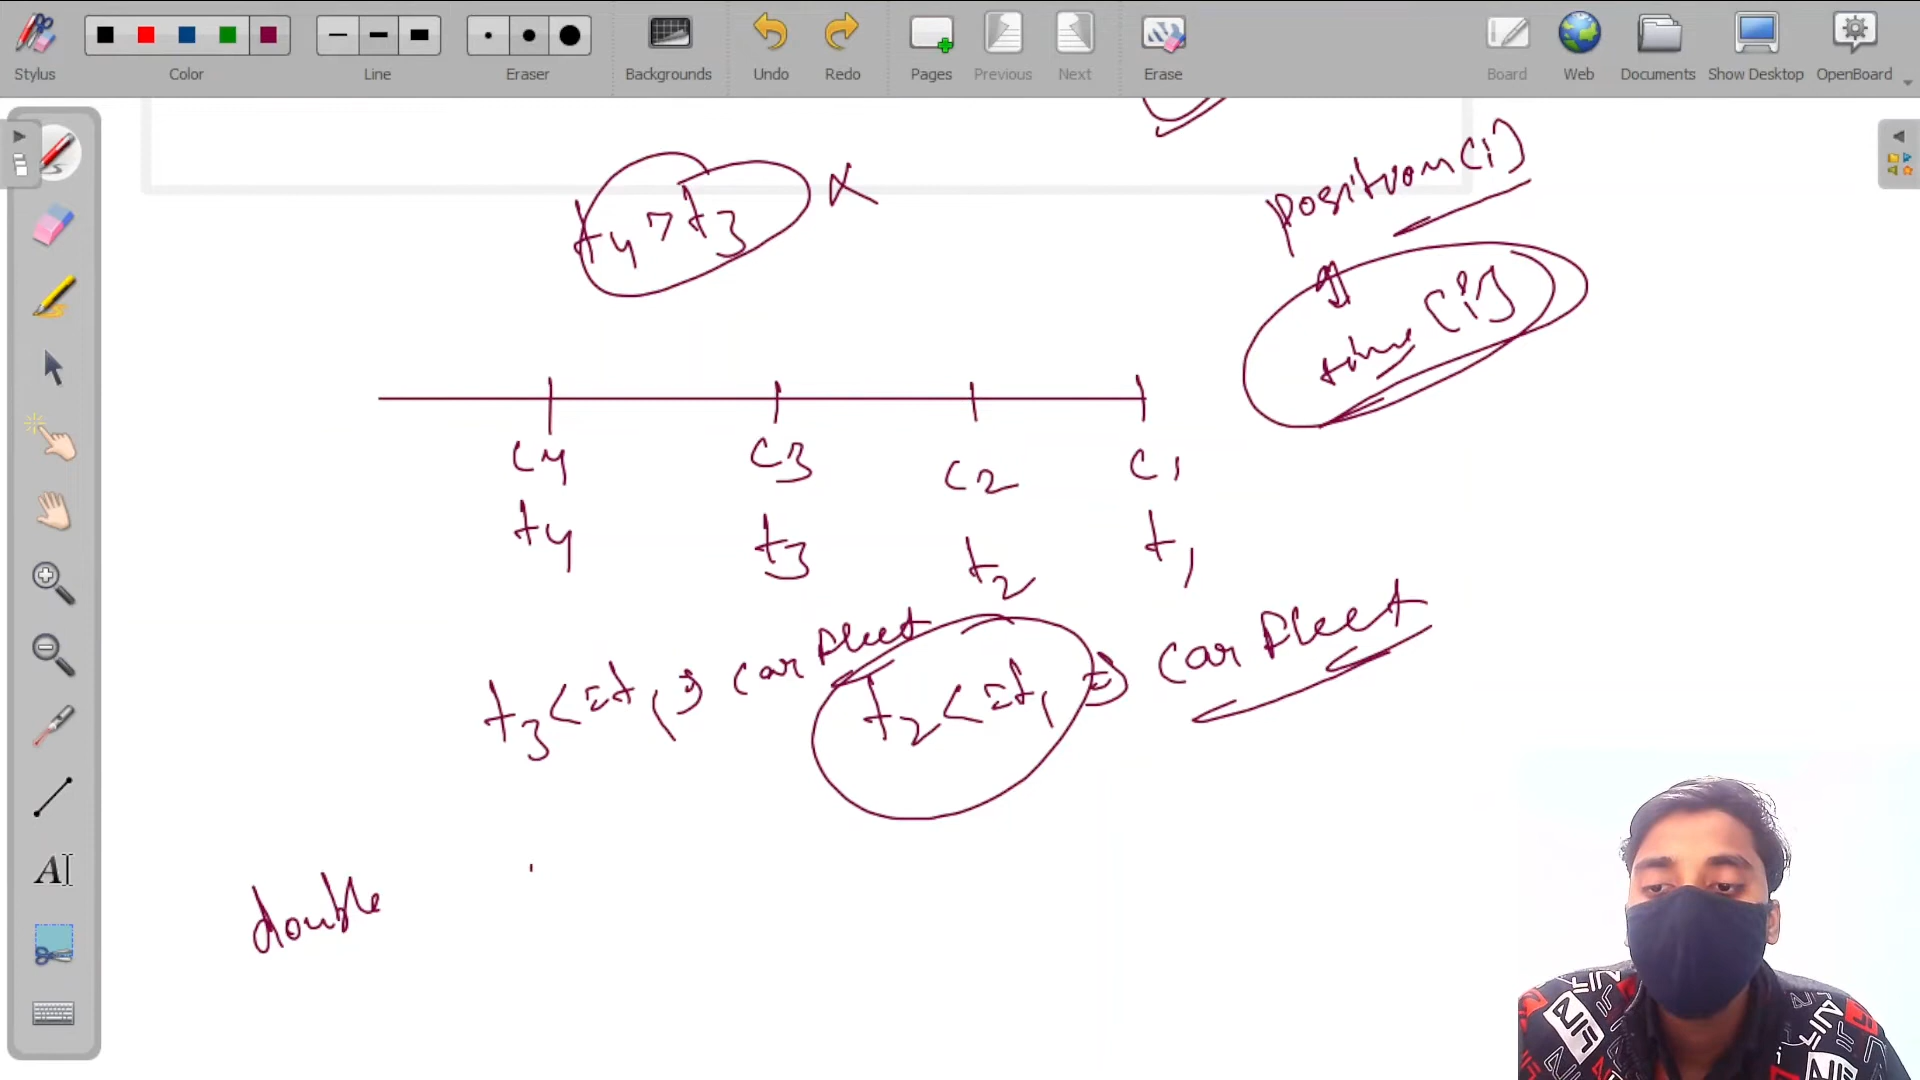 Stylus
Color
Line
Eraser
Backgrounds
Undo
Redo
Pages
Previous
Next
Erase
Board
Web
Documents
Show Desktop
OpenBoard
position(i)
t4 > t3
time [i]
c4 c3 c2 c1
t4 t3 t2 t1
t3 <= t1 => car fleet
t2 <= t1 => car fleet
double